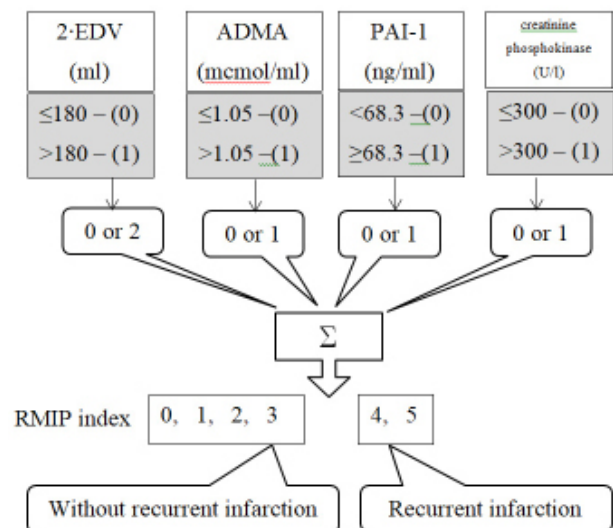 2·EDV
(ml)
≤180 – (0)
>180 – (1)
ADMA
(mcmol/ml)
≤1.05 –(0)
>1.05 –(1)
PAI-1
(ng/ml)
<68.3 –(0)
≥68.3 –(1)
creatinine
phosphokinase
(U/l)
≤300 – (0)
>300 – (1)
0 or 2
0 or 1
0 or 1
0 or 1
Σ
RMIP index
0, 1, 2, 3
4, 5
Without recurrent infarction
Recurrent infarction